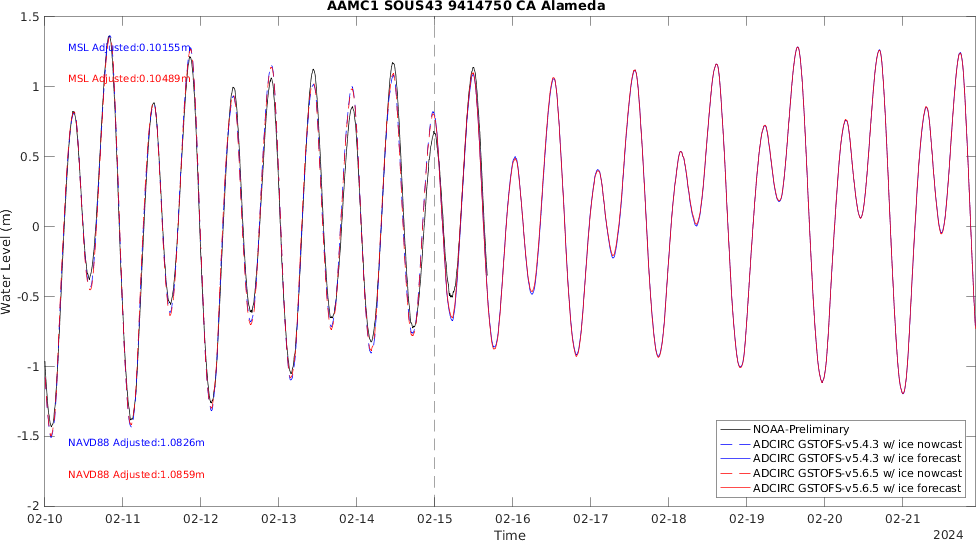 AAMC1 SOUS43 9414750 CA Alameda
1.5
MSL Adjusted:0.10155m
MSL Adjusted:0.10489m
1
0.5
0
-0.5
-1
-1.5
-2
Water Level (m)
NAVD88 Adjusted:1.0826m
NAVD88 Adjusted:1.0859m
NOAA-Preliminary
ADCIRC GSTOFS-v5.4.3 w/ ice nowcast
ADCIRC GSTOFS-v5.4.3 w/ ice forecast
ADCIRC GSTOFS-v5.6.5 w/ ice nowcast
ADCIRC GSTOFS-v5.6.5 w/ ice forecast
02-10 02-11 02-12 02-13 02-14 02-15 02-16 02-17 02-18 02-19 02-20 02-21
Time
2024